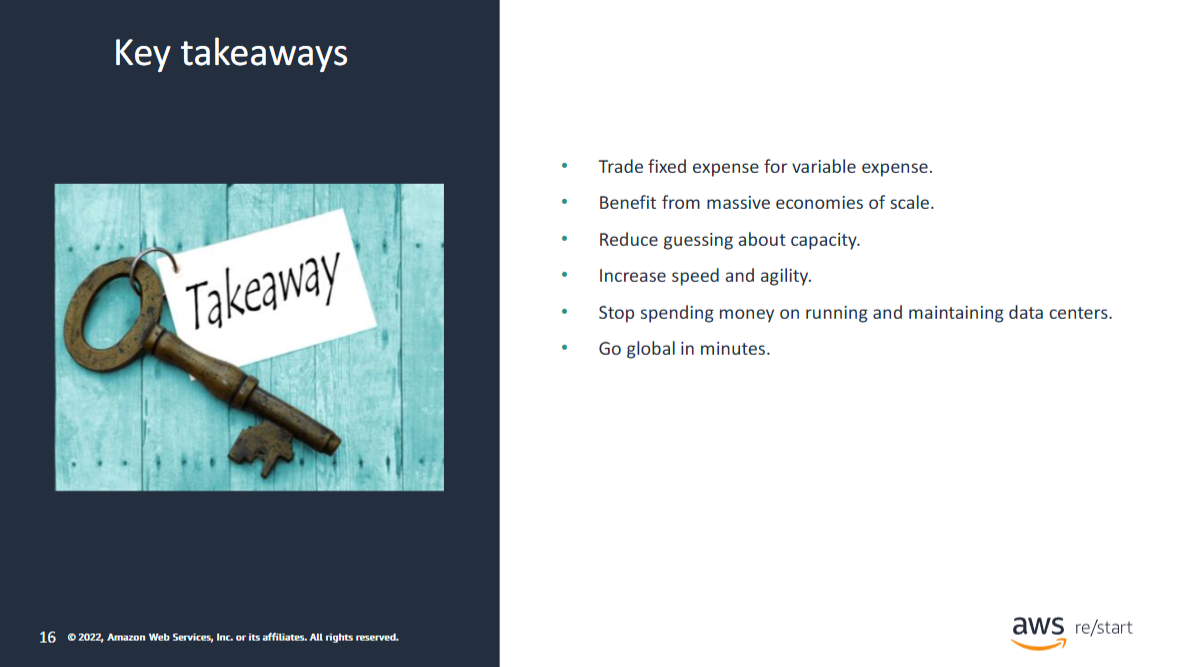 Key takeaways
Takeaway
• Trade fixed expense for variable expense.
• Benefit from massive economies of scale.
• Reduce guessing about capacity.
• Increase speed and agility.
• Stop spending money on running and maintaining data centers.
• Go global in minutes.
16 © 2022, Amazon Web Services, Inc. or its affiliates. All rights reserved.
aws re/start